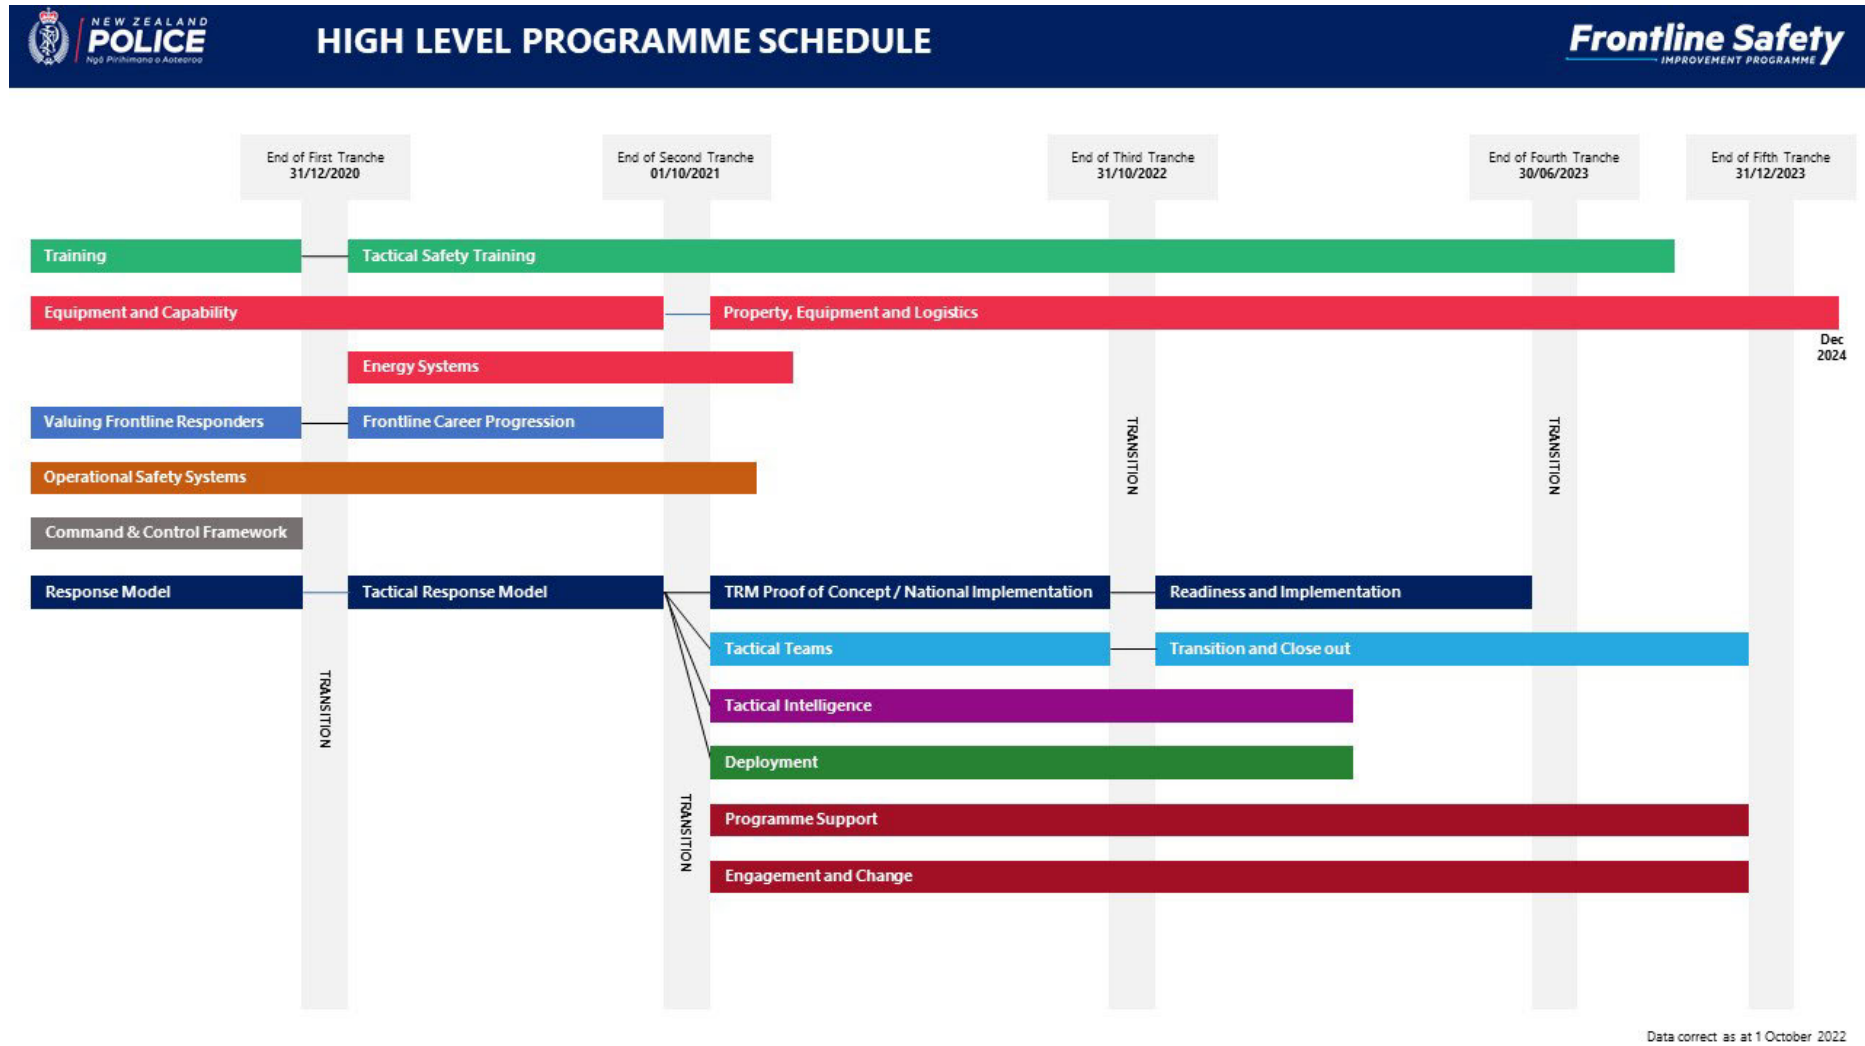 NEW ZEALAND
POLICE
Ngā Pirihimana o Aotearoa
HIGH LEVEL PROGRAMME SCHEDULE
Frontline Safety
IMPROVEMENT PROGRAMME
End of First Tranche
31/12/2020
End of Second Tranche
01/10/2021
End of Third Tranche
31/10/2022
End of Fourth Tranche
30/06/2023
End of Fifth Tranche
31/12/2023
Training
Tactical Safety Training
Equipment and Capability
Property, Equipment and Logistics
Dec
2024
Energy Systems
Valuing Frontline Responders
Frontline Career Progression
TRANSITION
TRANSITION
Operational Safety Systems
Command & Control Framework
Response Model
Tactical Response Model
TRM Proof of Concept / National Implementation
Readiness and Implementation
Tactical Teams
Transition and Close out
TRANSITION
Tactical Intelligence
Deployment
TRANSITION
Programme Support
Engagement and Change
Data correct as at 1 October 2022